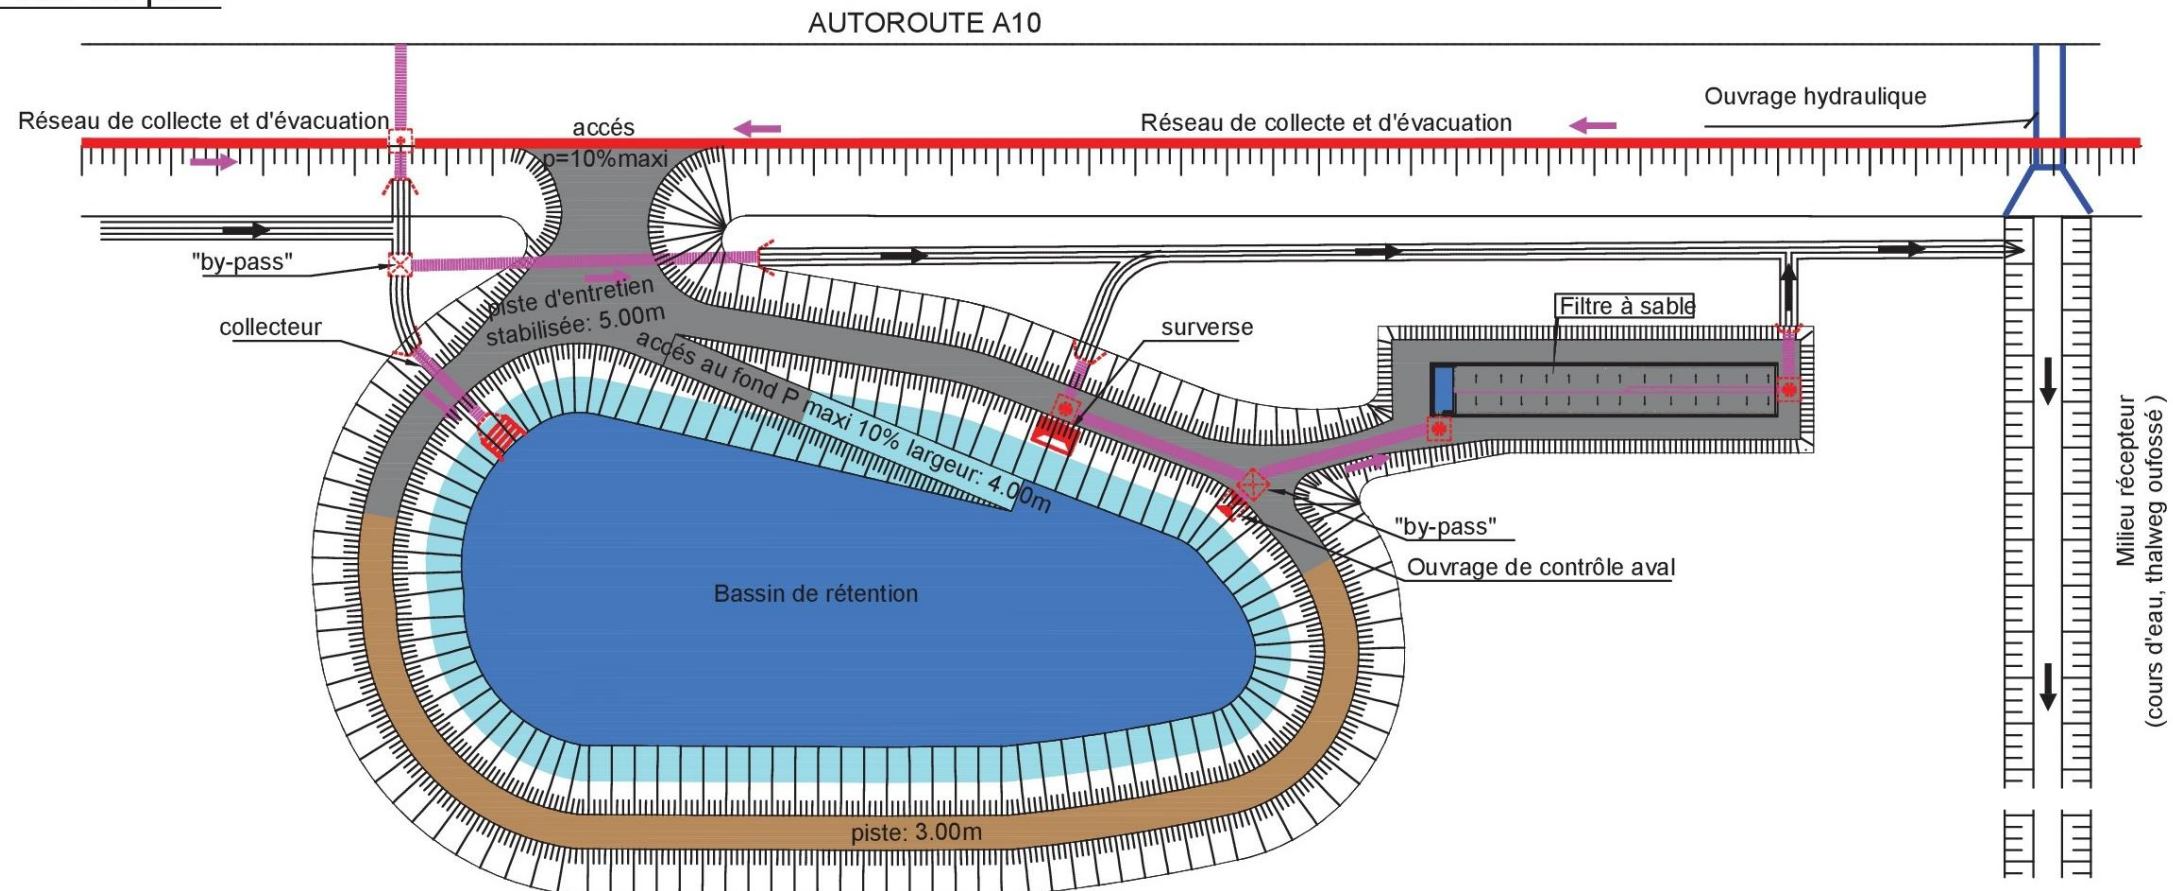 AUTOROUTE A10
Ouvrage hydraulique
Réseau de collecte et d'évacuation
accés
Réseau de collecte et d'évacuation
p=10%maxi
"by-pass"
piste d'entretien
stabilisée: 5.00m
Filtre à sable
collecteur
surverse
accés au fond P maxi 10% largeur: 4.00m
"by-pass"
Ouvrage de contrôle aval
Bassin de rétention
Milieu récepteur
(cours d'eau, thalweg oufossé )
piste: 3.00m